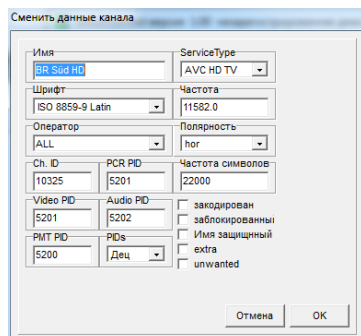 Сменить данные канала
Имя
ServiceType
BR Süd HD
AVC HD TV
Шрифт
Частота
ISO 8859-9 Latin
11582.0
Оператор
Полярность
ALL
hor
Ch. ID
PCR PID
Частота символов
10325
5201
22000
Video PID
Audio PID
закодирован
5201
5202
заблокированны
Имя защищнный
PMT PID
PIDs
extra
5200
Дец
unwanted
Отмена
OK